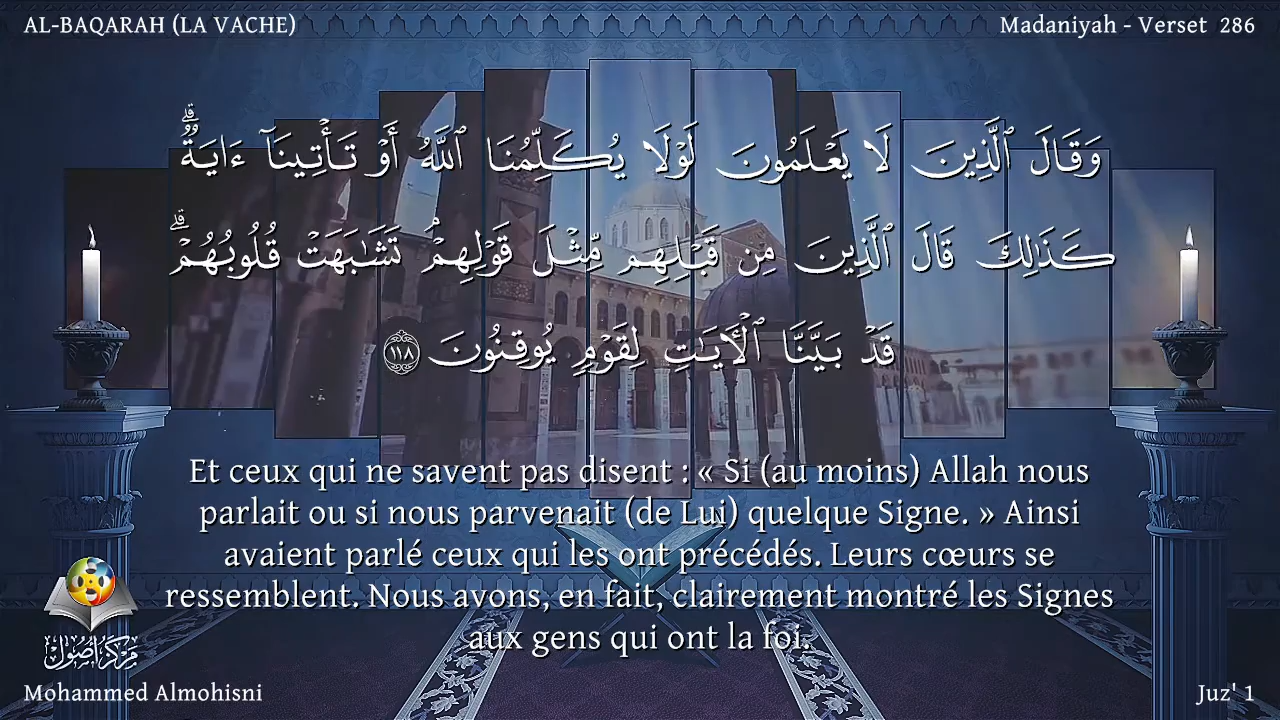 AL-BAQARAH (LA VACHE)
Madaniyah - Verset 286
وَقَالَ ٱلَّذِينَ لَا يَعْلَمُونَ لَوْلَا يُكَلِّمُنَا ٱللَّهُ أَوْ تَأْتِينَآ ءَايَةٌ ۗ
كَذَٰلِكَ قَالَ ٱلَّذِينَ مِن قَبْلِهِم مِّثْلَ قَوْلِهِمْ ۘ تَشَـٰبَهَتْ قُلُوبُهُمْ ۗ
قَدْ بَيَّنَّا ٱلْـَٔايَـٰتِ لِقَوْمٍ يُوقِنُونَ ١١٨
Et ceux qui ne savent pas disent : « Si (au moins) Allah nous
parlait ou si nous parvenait (de Lui) quelque Signe. » Ainsi
avaient parlé ceux qui les ont précédés. Leurs cœurs se
ressemblent. Nous avons, en fait, clairement montré les Signes
aux gens qui ont la foi.
مركز أصول
Mohammed Almohisni
Juz' 1